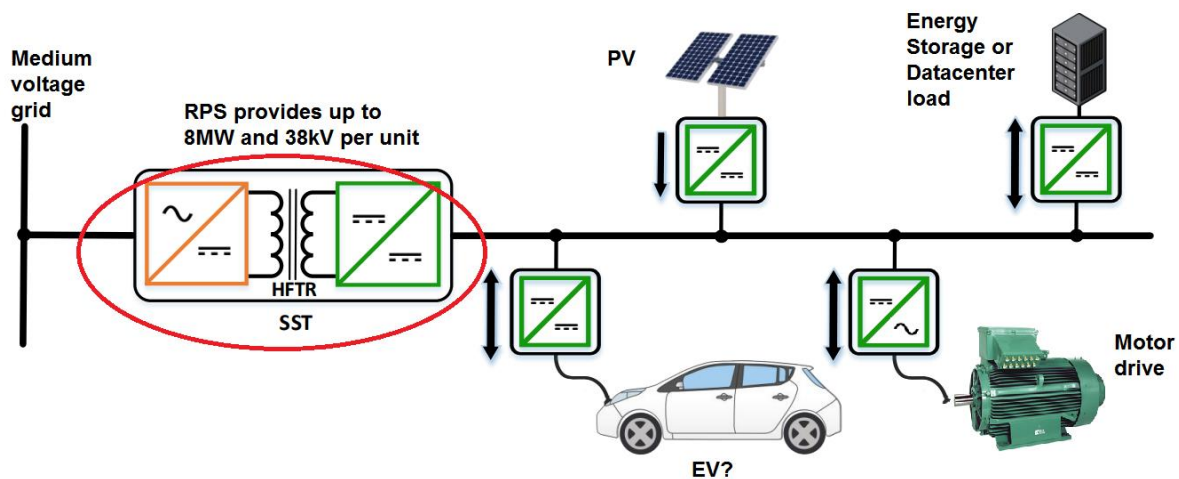 Medium
voltage
grid
RPS provides up to
8MW and 38kV per unit
HFTR
SST
PV
Energy
Storage or
Datacenter
load
EV?
Motor
drive